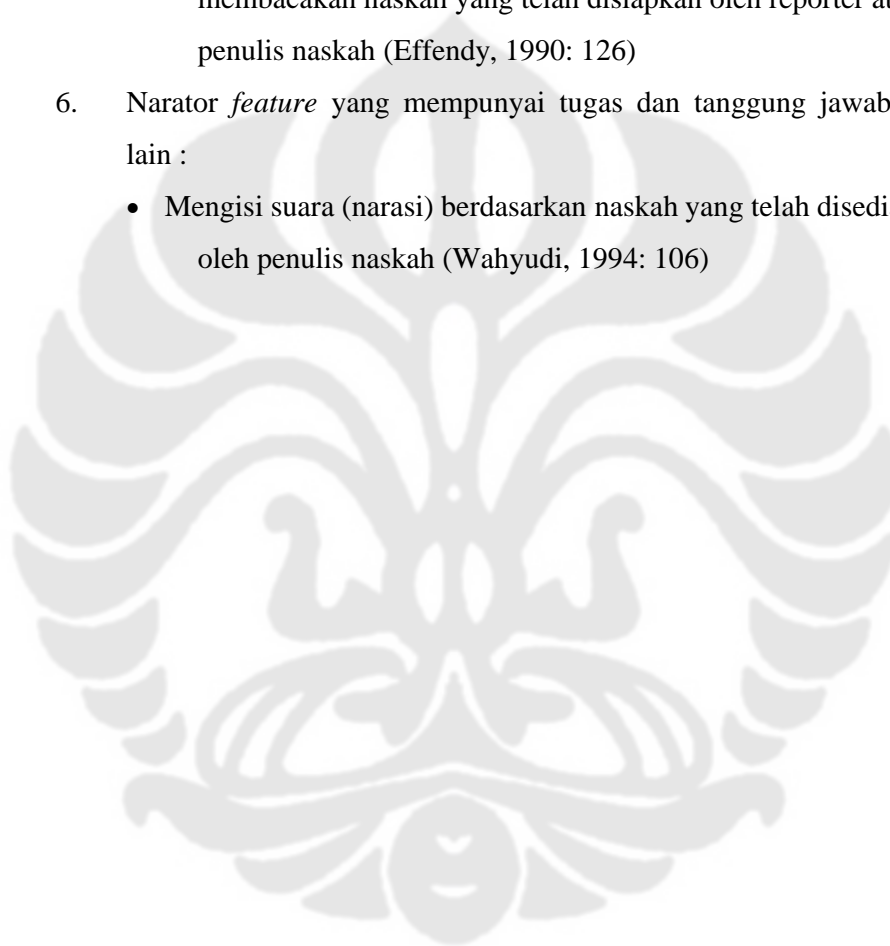 membacakan naskah yang telah disiapkan oleh reporter
penulis naskah (Effendy, 1990: 126)
6. Narator feature yang mempunyai tugas dan tanggung jawab
lain :
• Mengisi suara (narasi) berdasarkan naskah yang telah
oleh penulis naskah (Wahyudi, 1994: 106)